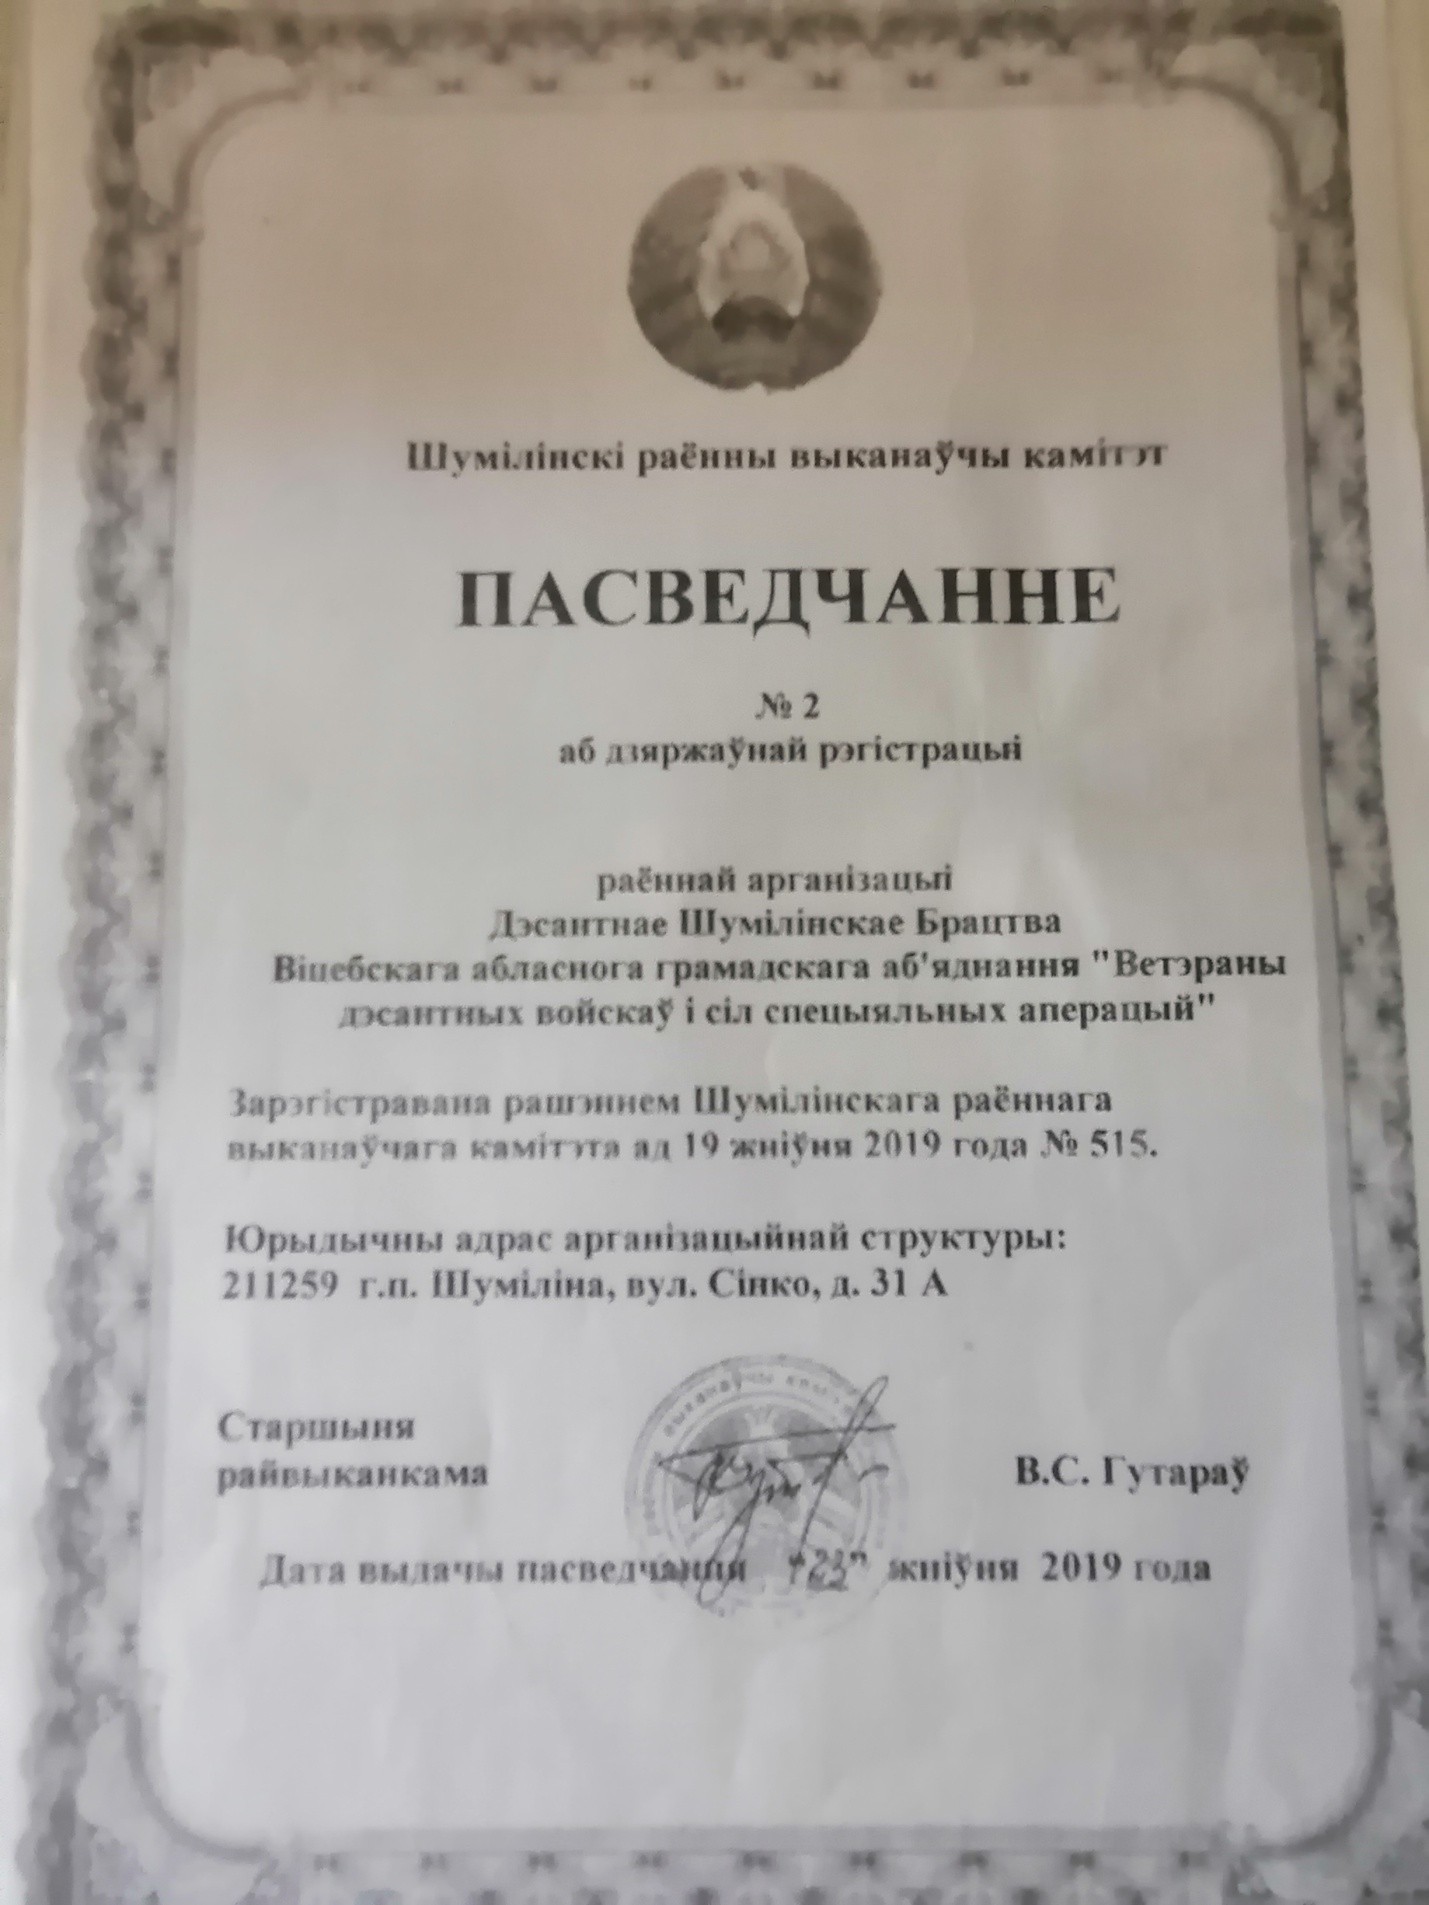 Шумілінскі раённы выканаўчы камітэт
ПАСВЕДЧАННЕ
№ 2
аб дзяржаўнай рэгістрацыі
раённай арганізацыі
Дэсантнае Шумілінскае Брацтва
Віцебскага абласнога грамадскага аб'яднання "Ветэраны
дэсантных войскаў і сіл спецыяльных аперацый"
Зарэгістравана рашэннем Шумілінскага раённага
выканаўчага камітэта ад 19 жніўня 2019 года № 515.
Юрыдычны адрас арганізацыйнай структуры:
211259 г.п. Шуміліна, вул. Сінко, д. 31 А
Старшыня
райвыканкама
В.С. Гутараў
выканаўчы камітэт
Дата выдачы пасведчання "23" жніўня 2019 года